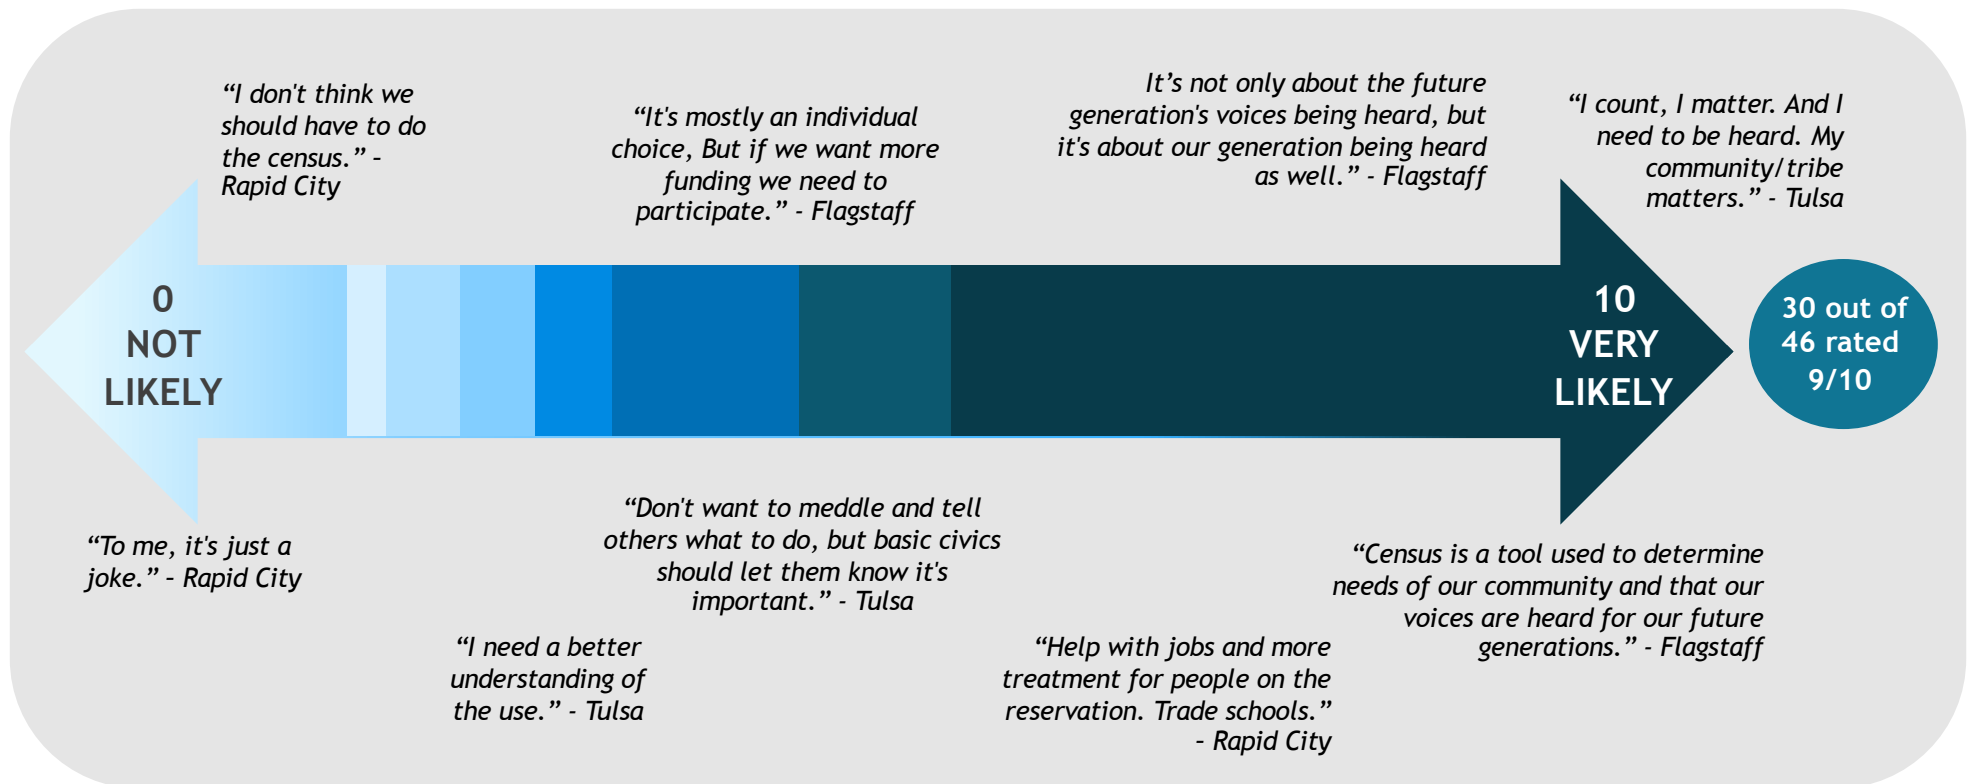 “I don't think we
should have to do
the census.” –
Rapid City
“It's mostly an individual
choice, But if we want more
funding we need to
participate.” - Flagstaff
It’s not only about the future
generation's voices being heard, but
it's about our generation being heard
as well.” - Flagstaff
“I count, I matter. And I
need to be heard. My
community/tribe
matters.” - Tulsa
0
NOT
LIKELY
10
VERY
LIKELY
30 out of
46 rated
9/10
“To me, it's just a
joke.” – Rapid City
“I need a better
understanding of
the use.” - Tulsa
“Don't want to meddle and tell
others what to do, but basic civics
should let them know it's
important.” - Tulsa
“Help with jobs and more
treatment for people on the
reservation. Trade schools.”
– Rapid City
“Census is a tool used to determine
needs of our community and that our
voices are heard for our future
generations.” - Flagstaff